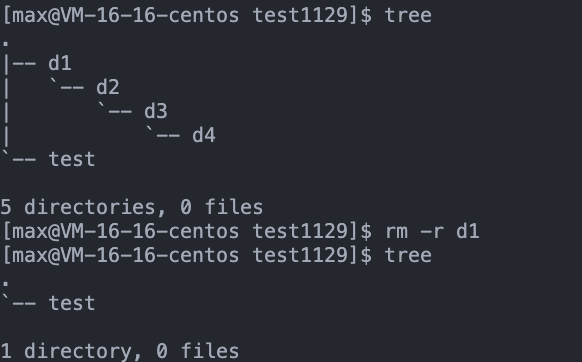 [max@VM-16-16-centos test1129]$ tree
.
|-- d1
|   `-- d2
|       `-- d3
|           `-- d4
`-- test

5 directories, 0 files
[max@VM-16-16-centos test1129]$ rm -r d1
[max@VM-16-16-centos test1129]$ tree
.
`-- test

1 directory, 0 files